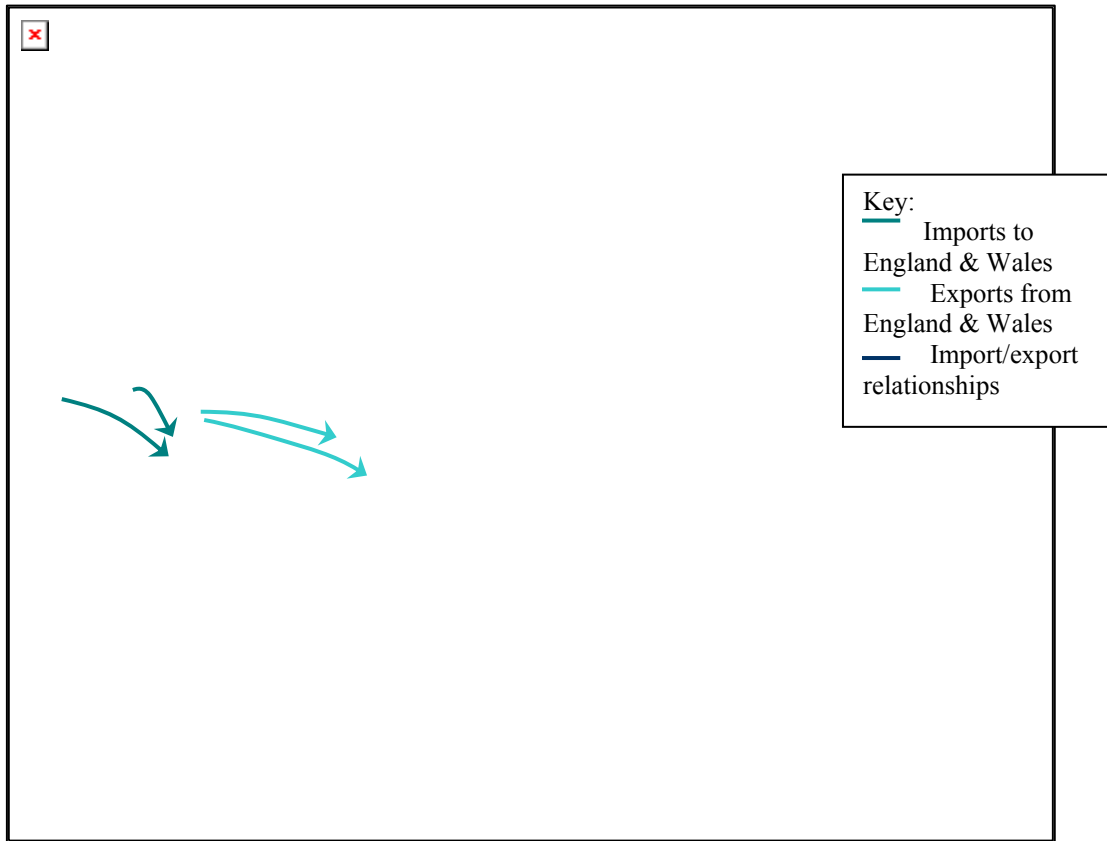 Key:
Imports to
England & Wales
Exports from
England & Wales
Import/export
relationships